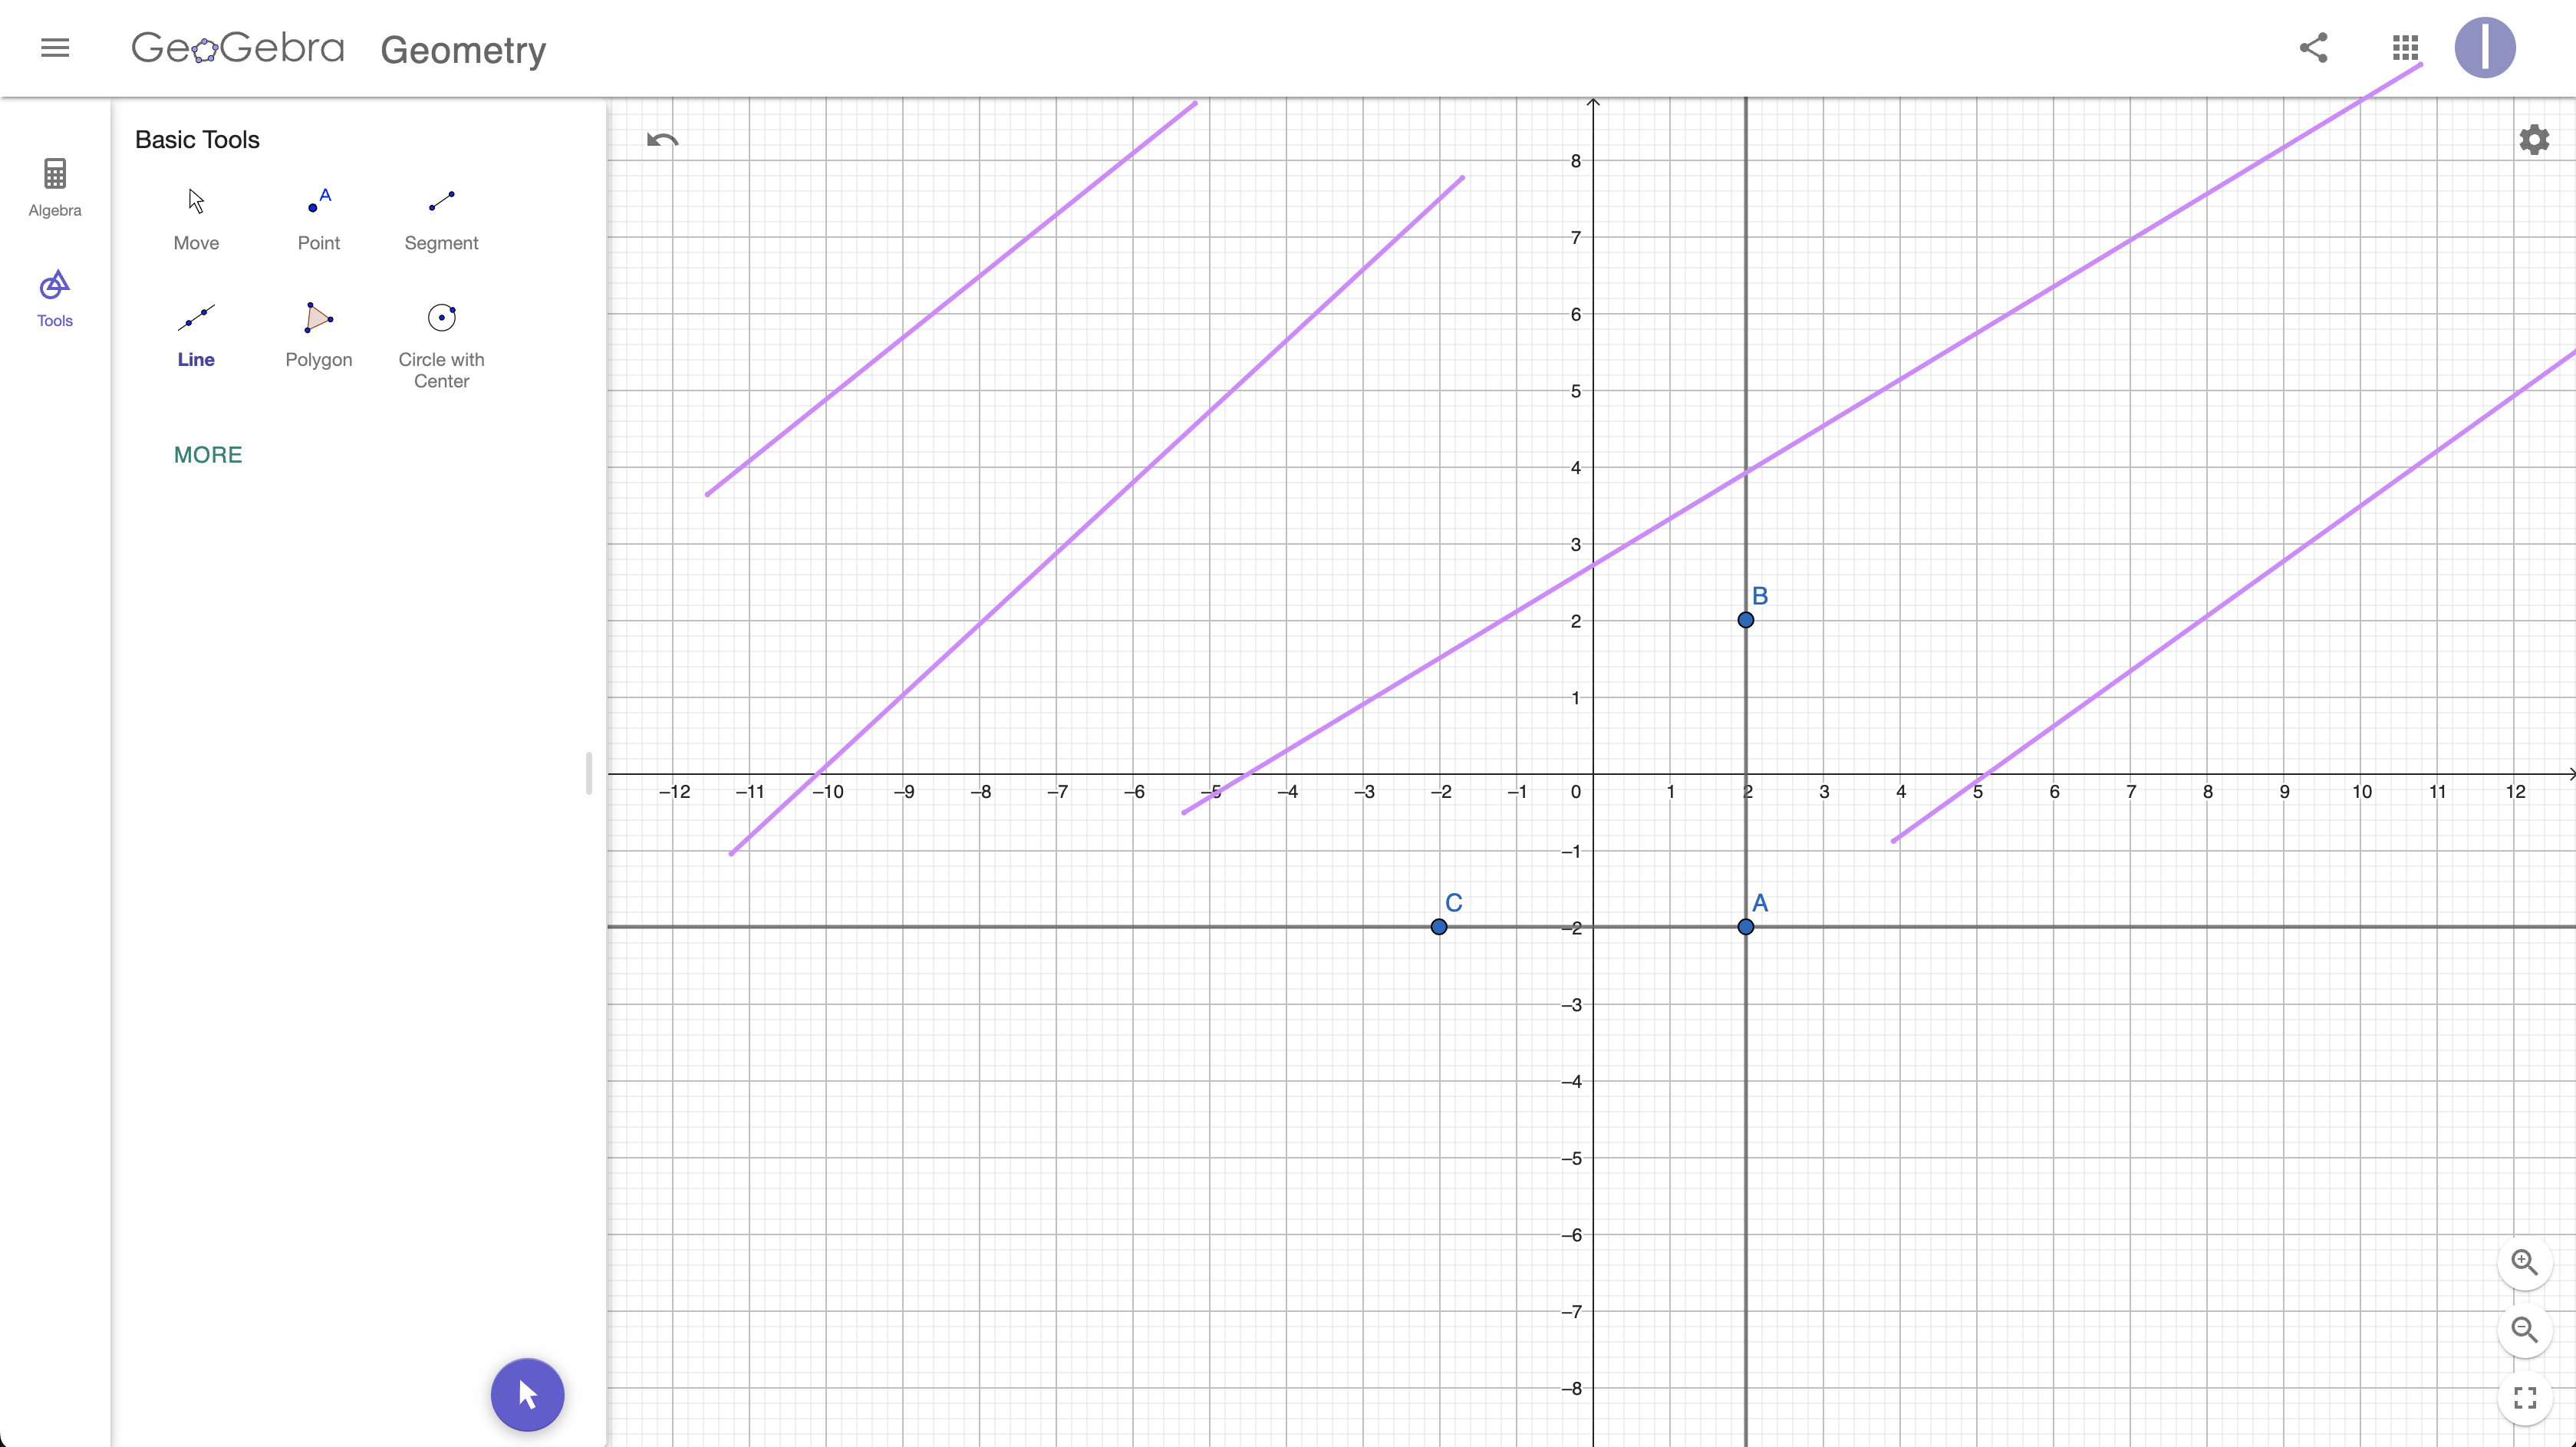 GeoGebra Geometry
Algebra
Tools
Basic Tools
Move Point Segment
A
Line Polygon Circle with
Center
MORE
8
7
6
5
4
3
2
1
–12 –11 –10 –9 –8 –7 –6 –5 –4 –3 –2 –1 0 1 2 3 4 5 6 7 8 9 10 11 12
–1
–2
–3
–4
–5
–6
–7
–8
B
C A